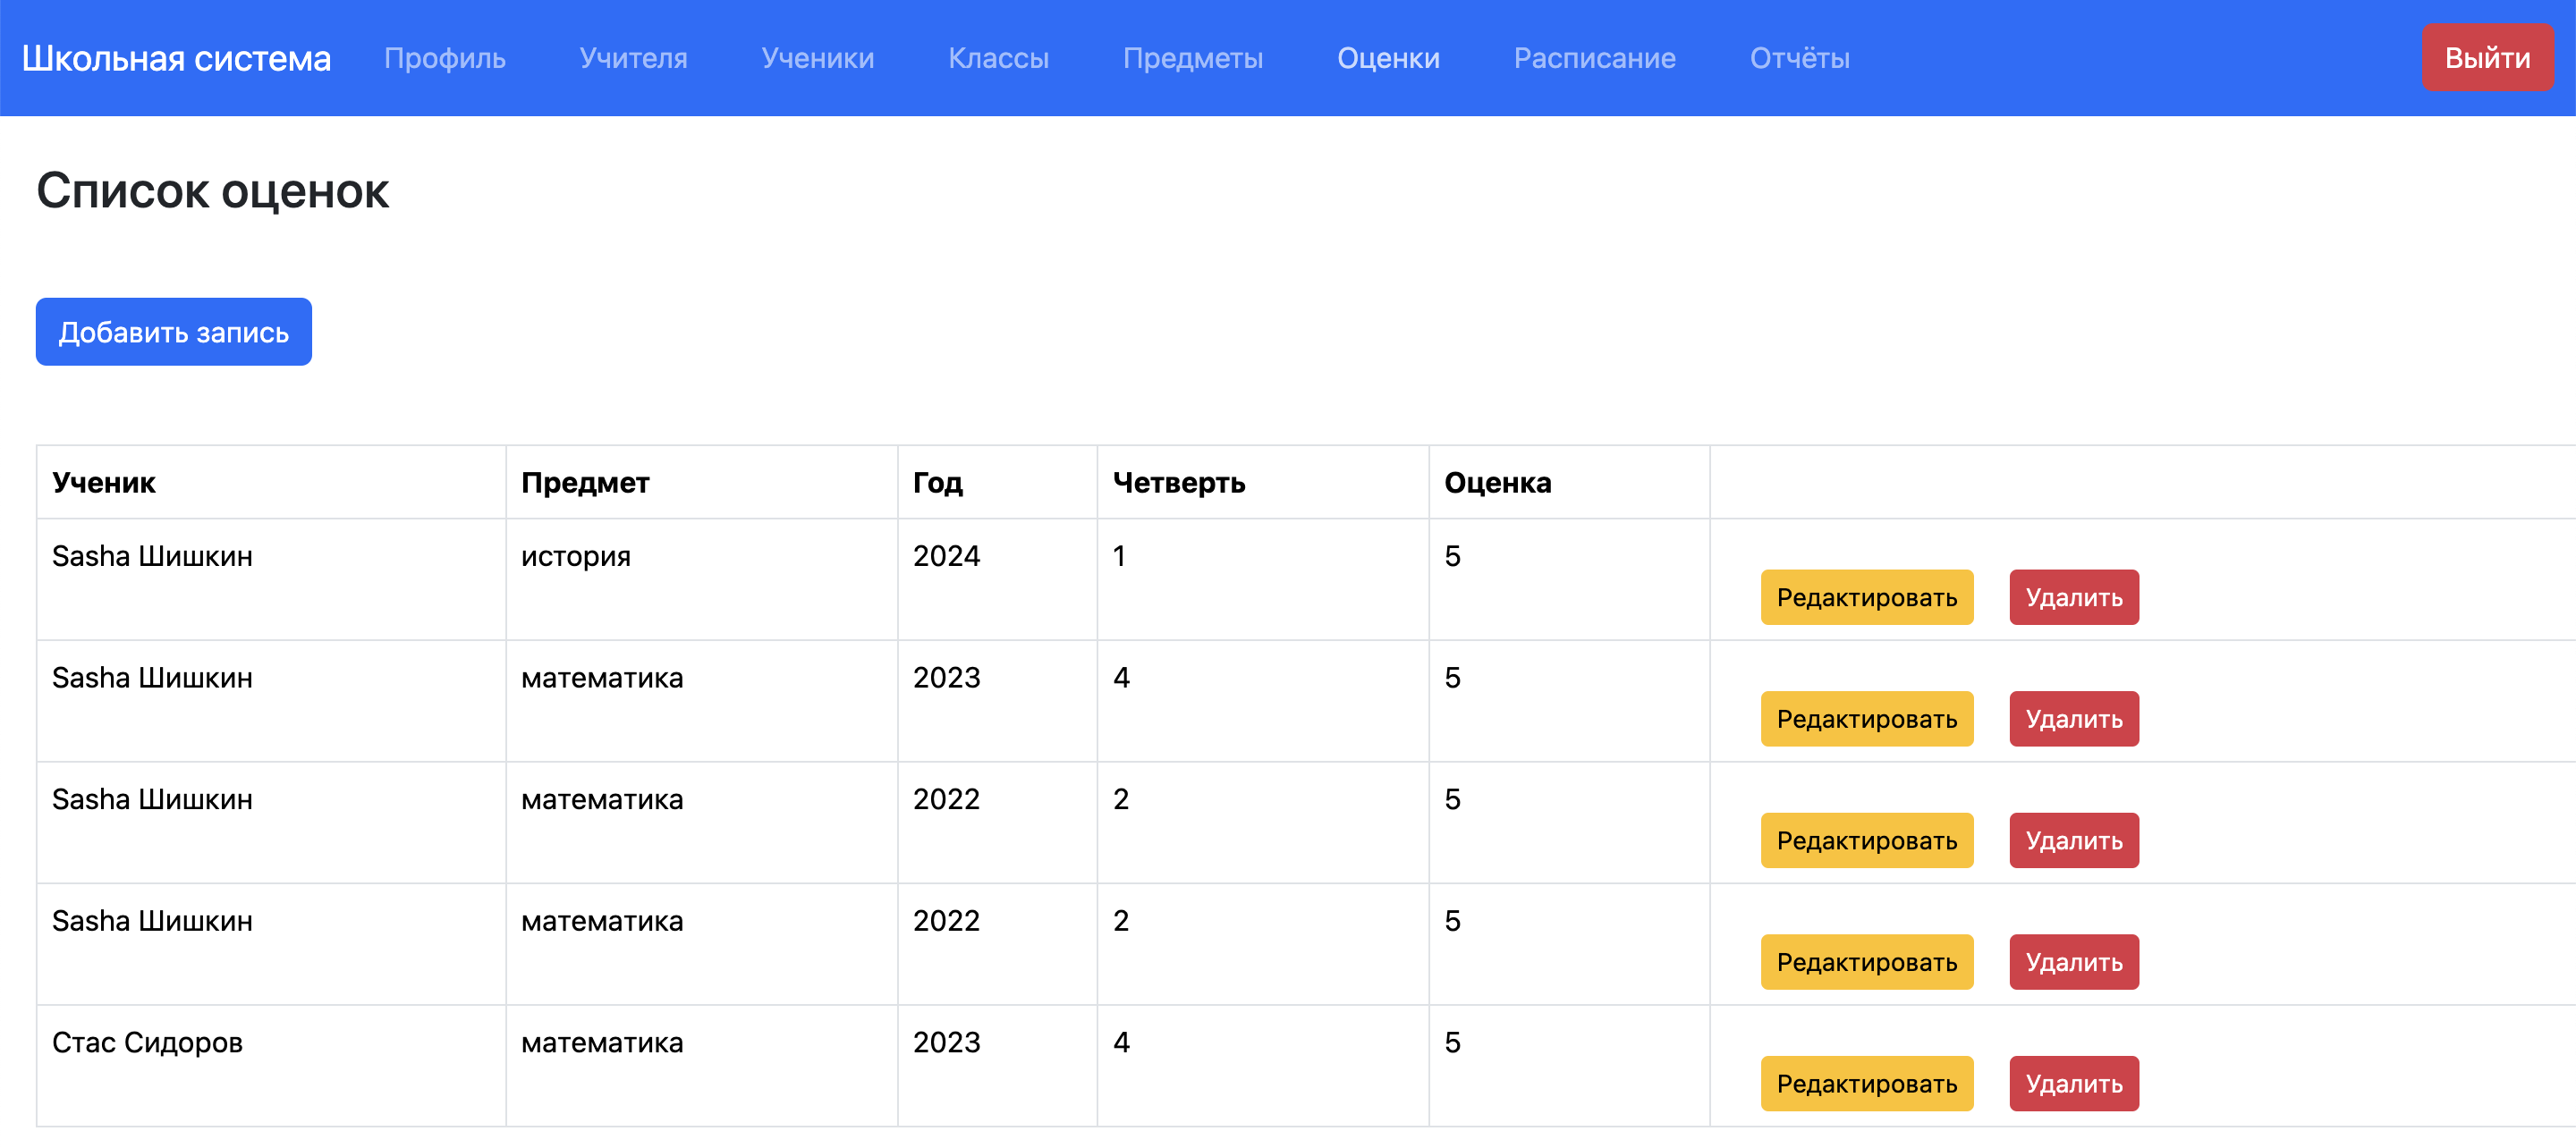 Школьная система Профиль Учителя Ученики Классы Предметы Оценки Расписание Отчёты Выйти
Список оценок
Добавить запись
Ученик Предмет Год Четверть Оценка
Sasha Шишкин история 2024 1 5 Редактировать Удалить
Sasha Шишкин математика 2023 4 5 Редактировать Удалить
Sasha Шишкин математика 2022 2 5 Редактировать Удалить
Sasha Шишкин математика 2022 2 5 Редактировать Удалить
Стас Сидоров математика 2023 4 5 Редактировать Удалить